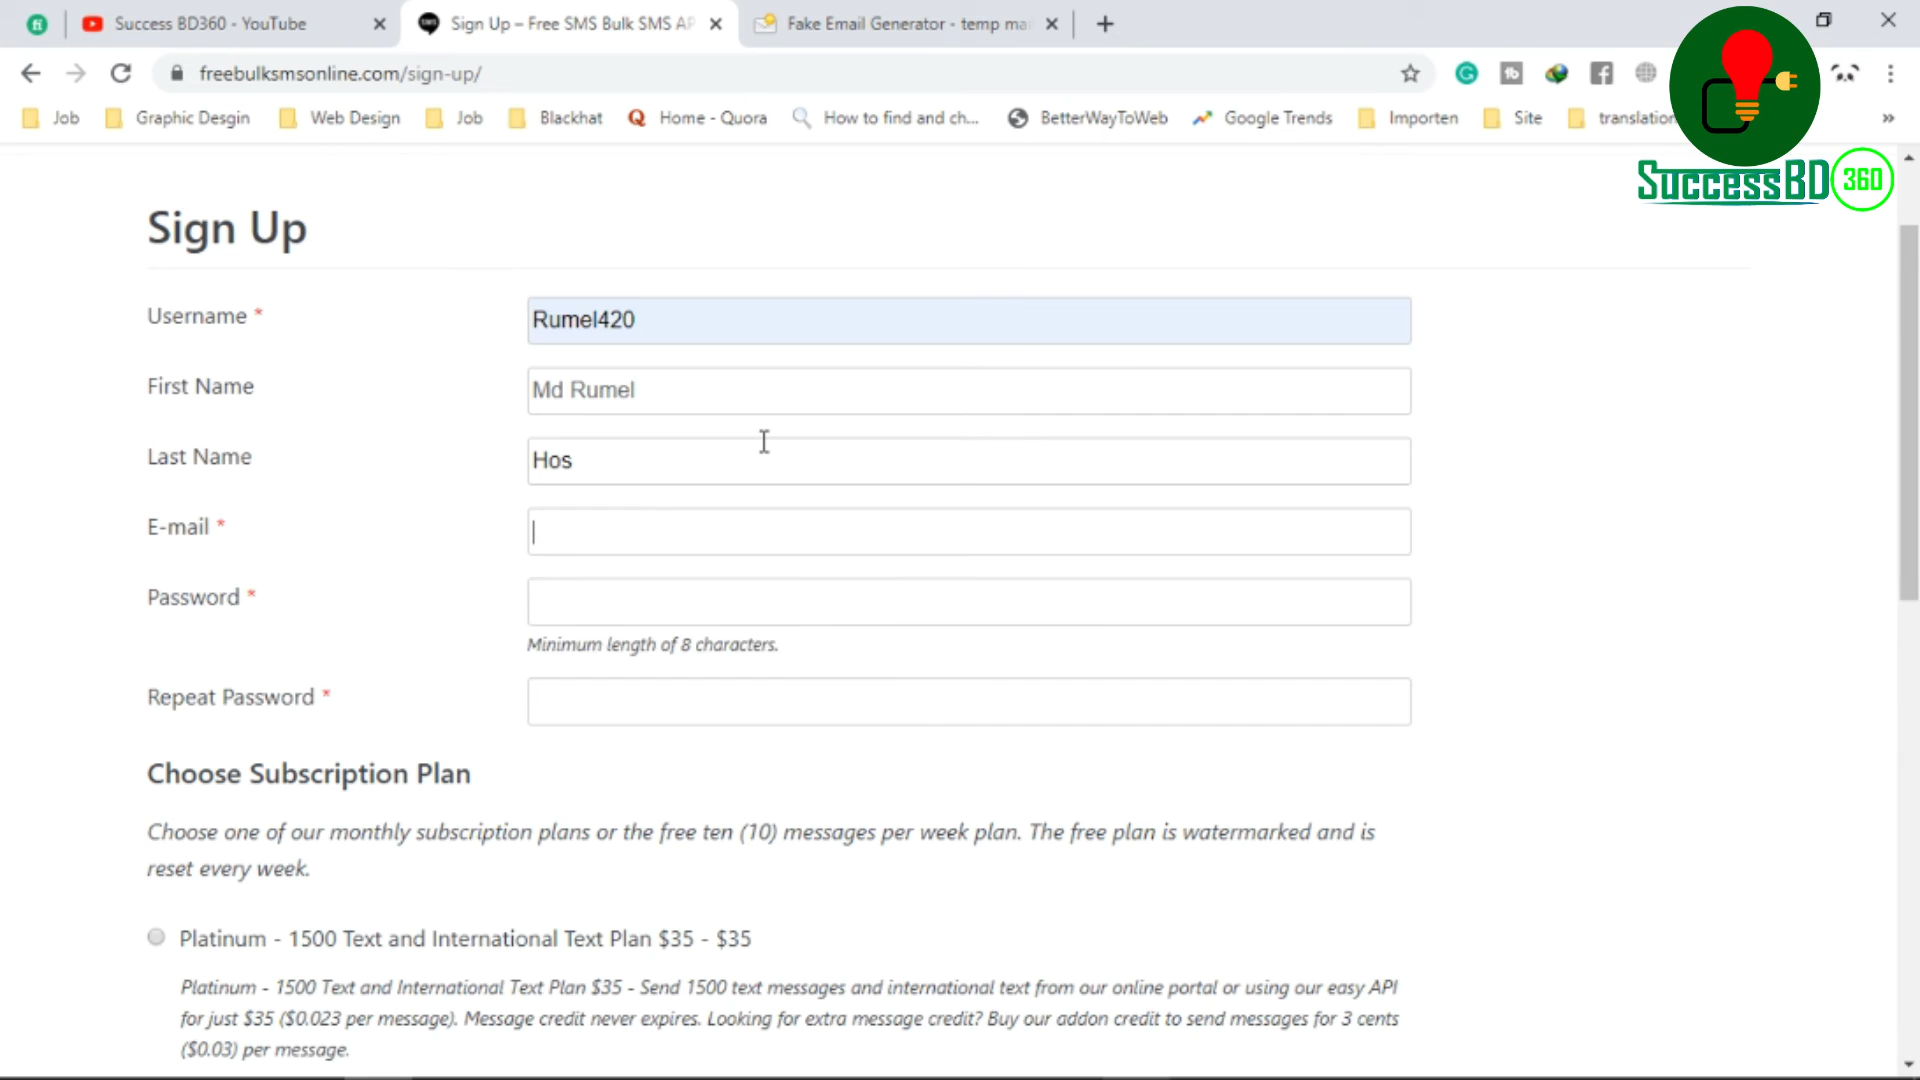 Success BD360 - YouTube
Sign Up – Free SMS Bulk SMS AP
Fake Email Generator - temp ma
freebulksmsonline.com/sign-up/
Job
Graphic Desgin
Web Design
Job
Blackhat
Home - Quora
How to find and ch...
BetterWayToWeb
Google Trends
Importen
Site
translation
SuccessBD 360
Sign Up
Username *
Rumel420
First Name
Md Rumel
Last Name
Hos
E-mail *
Password *
Minimum length of 8 characters.
Repeat Password *
Choose Subscription Plan
Choose one of our monthly subscription plans or the free ten (10) messages per week plan. The free plan is watermarked and is
reset every week.
Platinum - 1500 Text and International Text Plan $35 - $35
Platinum - 1500 Text and International Text Plan $35 - Send 1500 text messages and international text from our online portal or using our easy API
for just $35 ($0.023 per message). Message credit never expires. Looking for extra message credit? Buy our addon credit to send messages for 3 cents
($0.03) per message.